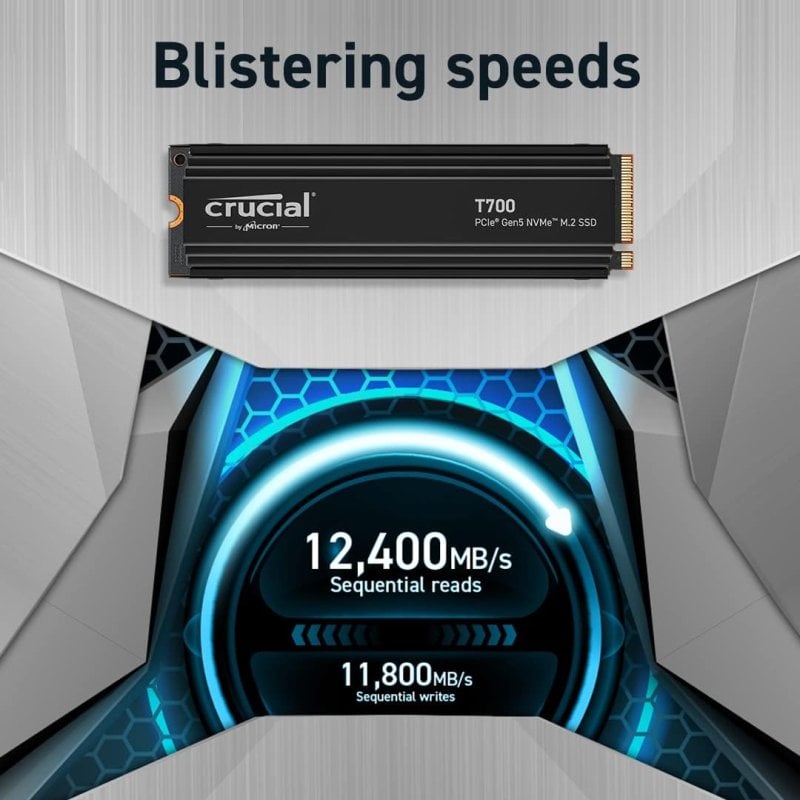 Blistering speeds
crucial®
by Micron®
T700
PCIe® Gen5 NVMe™ M.2 SSD
12,400MB/s
Sequential reads
11,800MB/s
Sequential writes